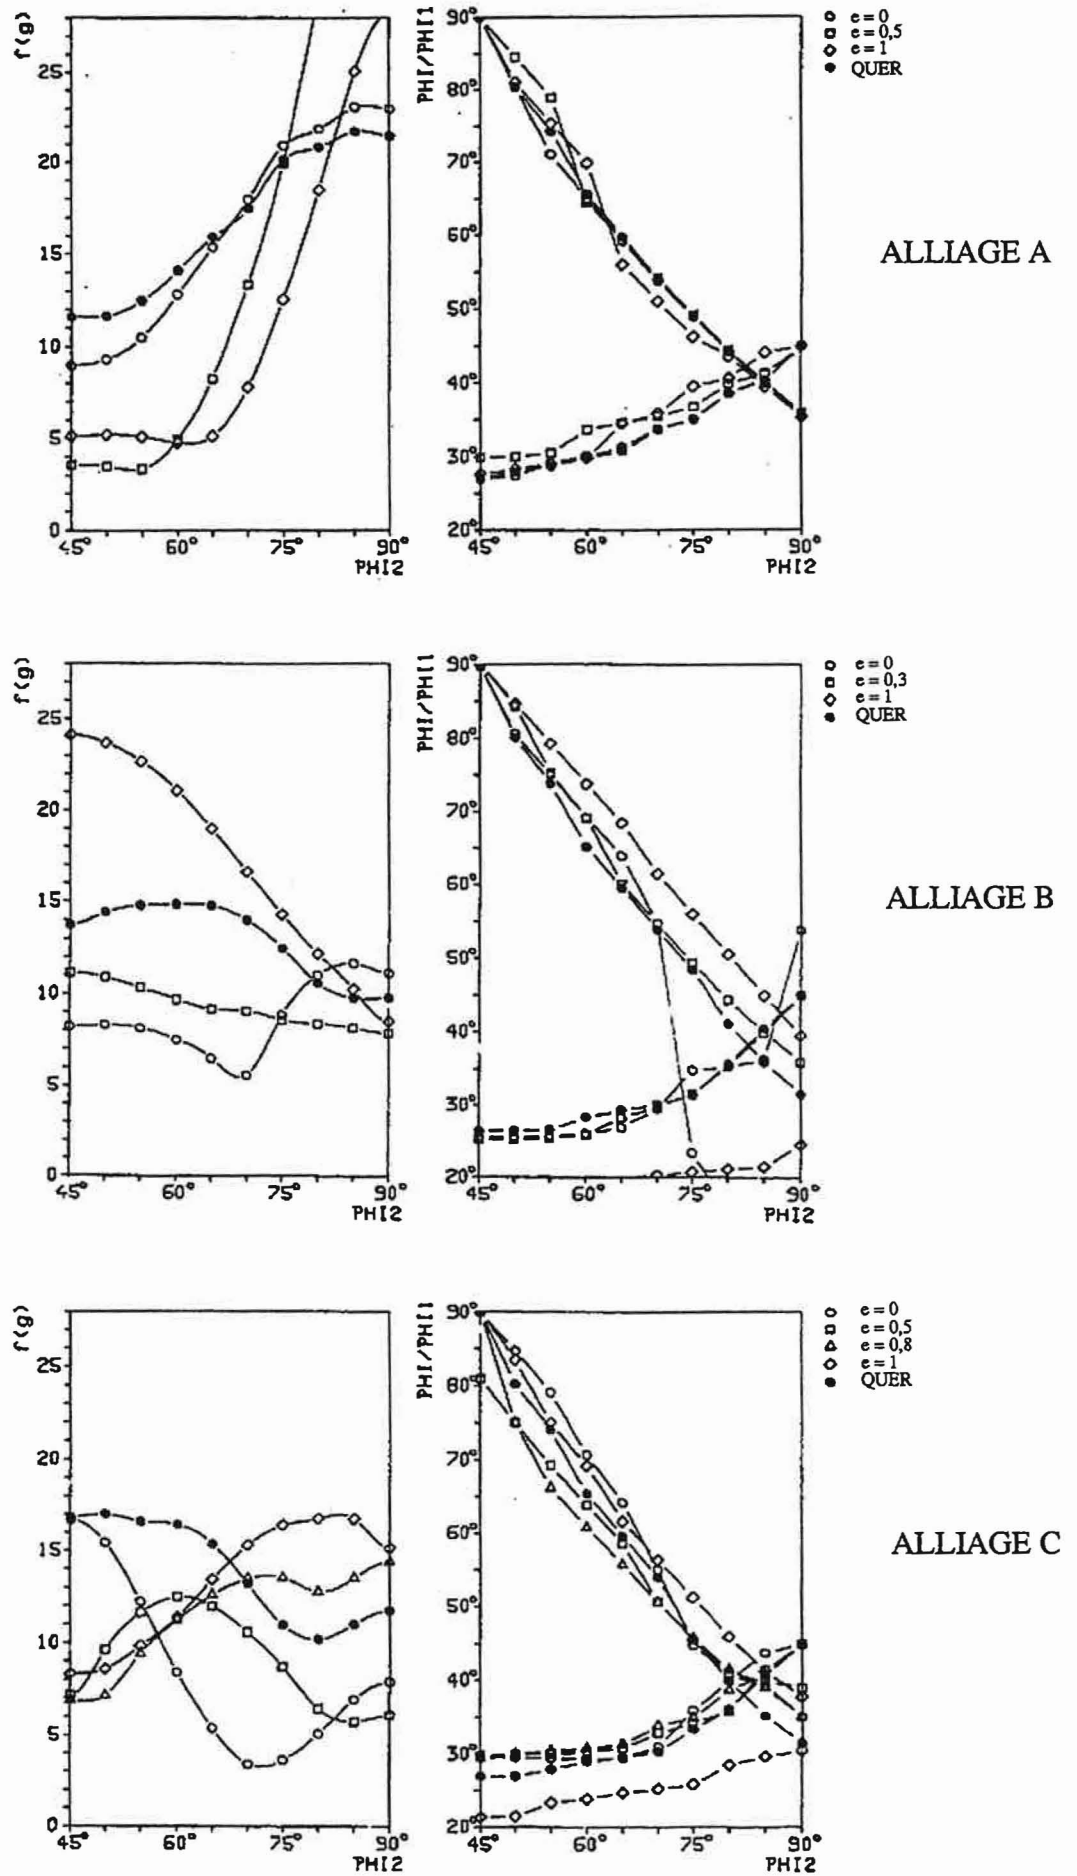 f(g)
25
20
15
10
5
0
45° 60° 75° 90°
PHI2
PHI/PHI1
90°
80°
70°
60°
50°
40°
30°
20°
45° 60° 75° 90°
PHI2
e = 0
e = 0,5
e = 1
QUER
ALLIAGE A
f(g)
25
20
15
10
5
0
45° 60° 75° 90°
PHI2
PHI/PHI1
90°
80°
70°
60°
50°
40°
30°
20°
45° 60° 75° 90°
PHI2
e = 0
e = 0,3
e = 1
QUER
ALLIAGE B
f(g)
25
20
15
10
5
0
45° 60° 75° 90°
PHI2
PHI/PHI1
90°
80°
70°
60°
50°
40°
30°
20°
45° 60° 75° 90°
PHI2
e = 0
e = 0,5
e = 0,8
e = 1
QUER
ALLIAGE C